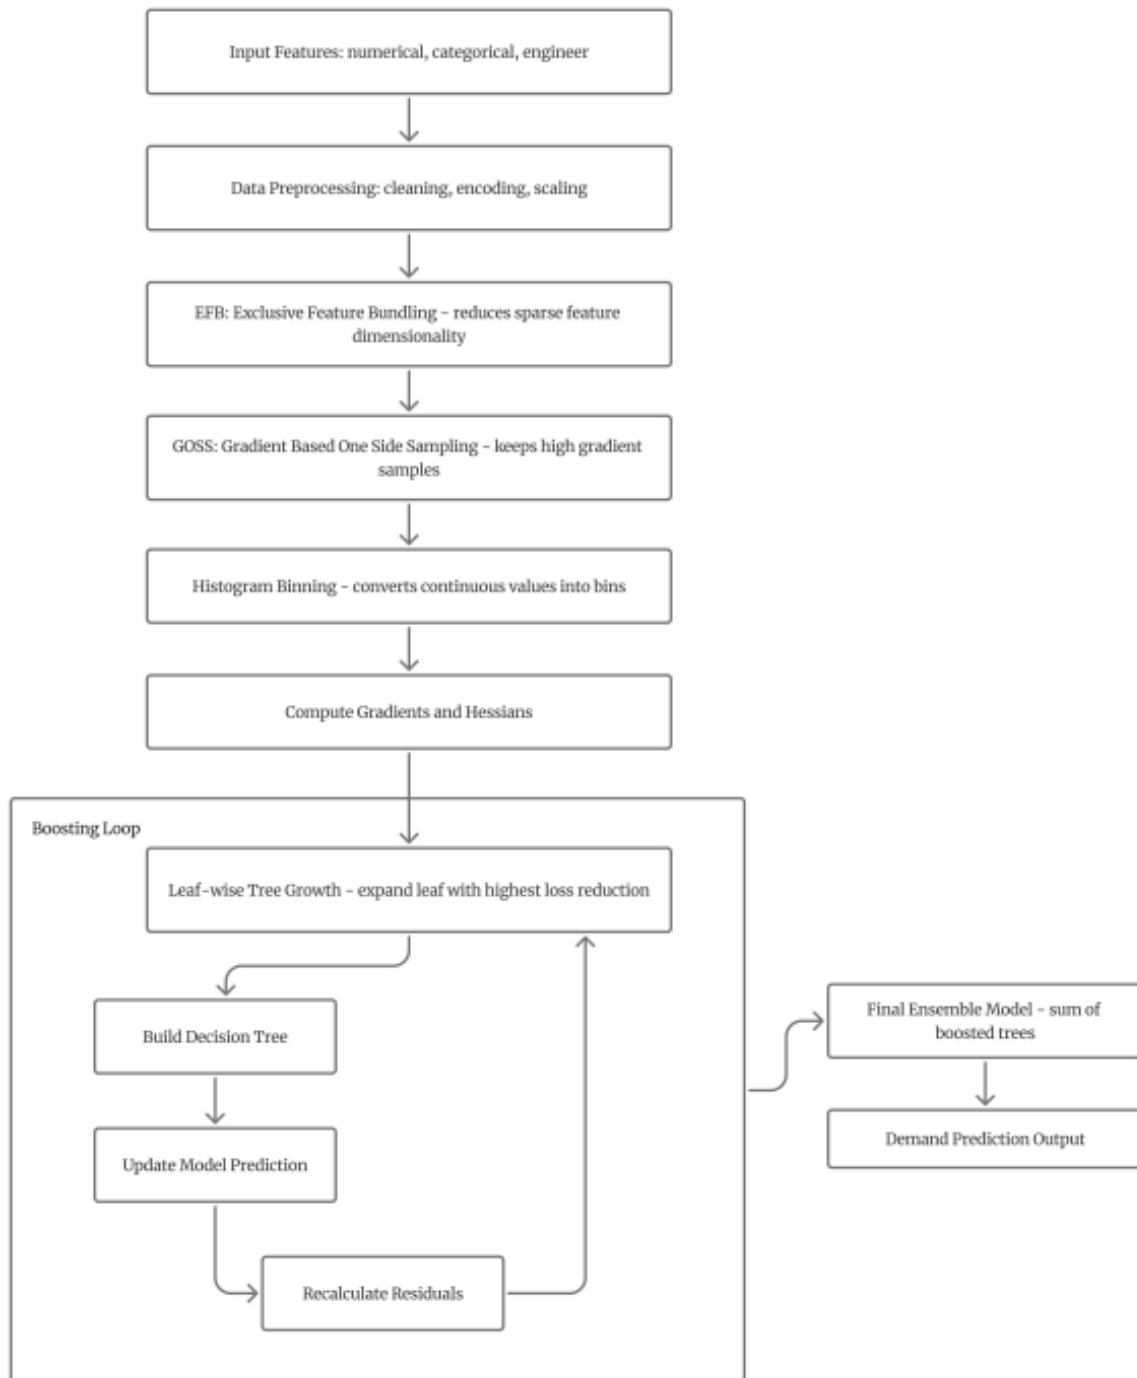 Input Features: numerical, categorical, engineer
Data Preprocessing: cleaning, encoding, scaling
EFB: Exclusive Feature Bundling - reduces sparse feature
dimensionality
GOSS: Gradient Based One Side Sampling - keeps high gradient
samples
Histogram Binning - converts continuous values into bins
Compute Gradients and Hessians
Boosting Loop
Leaf-wise Tree Growth - expand leaf with highest loss reduction
Build Decision Tree
Update Model Prediction
Recalculate Residuals
Final Ensemble Model - sum of
boosted trees
Demand Prediction Output